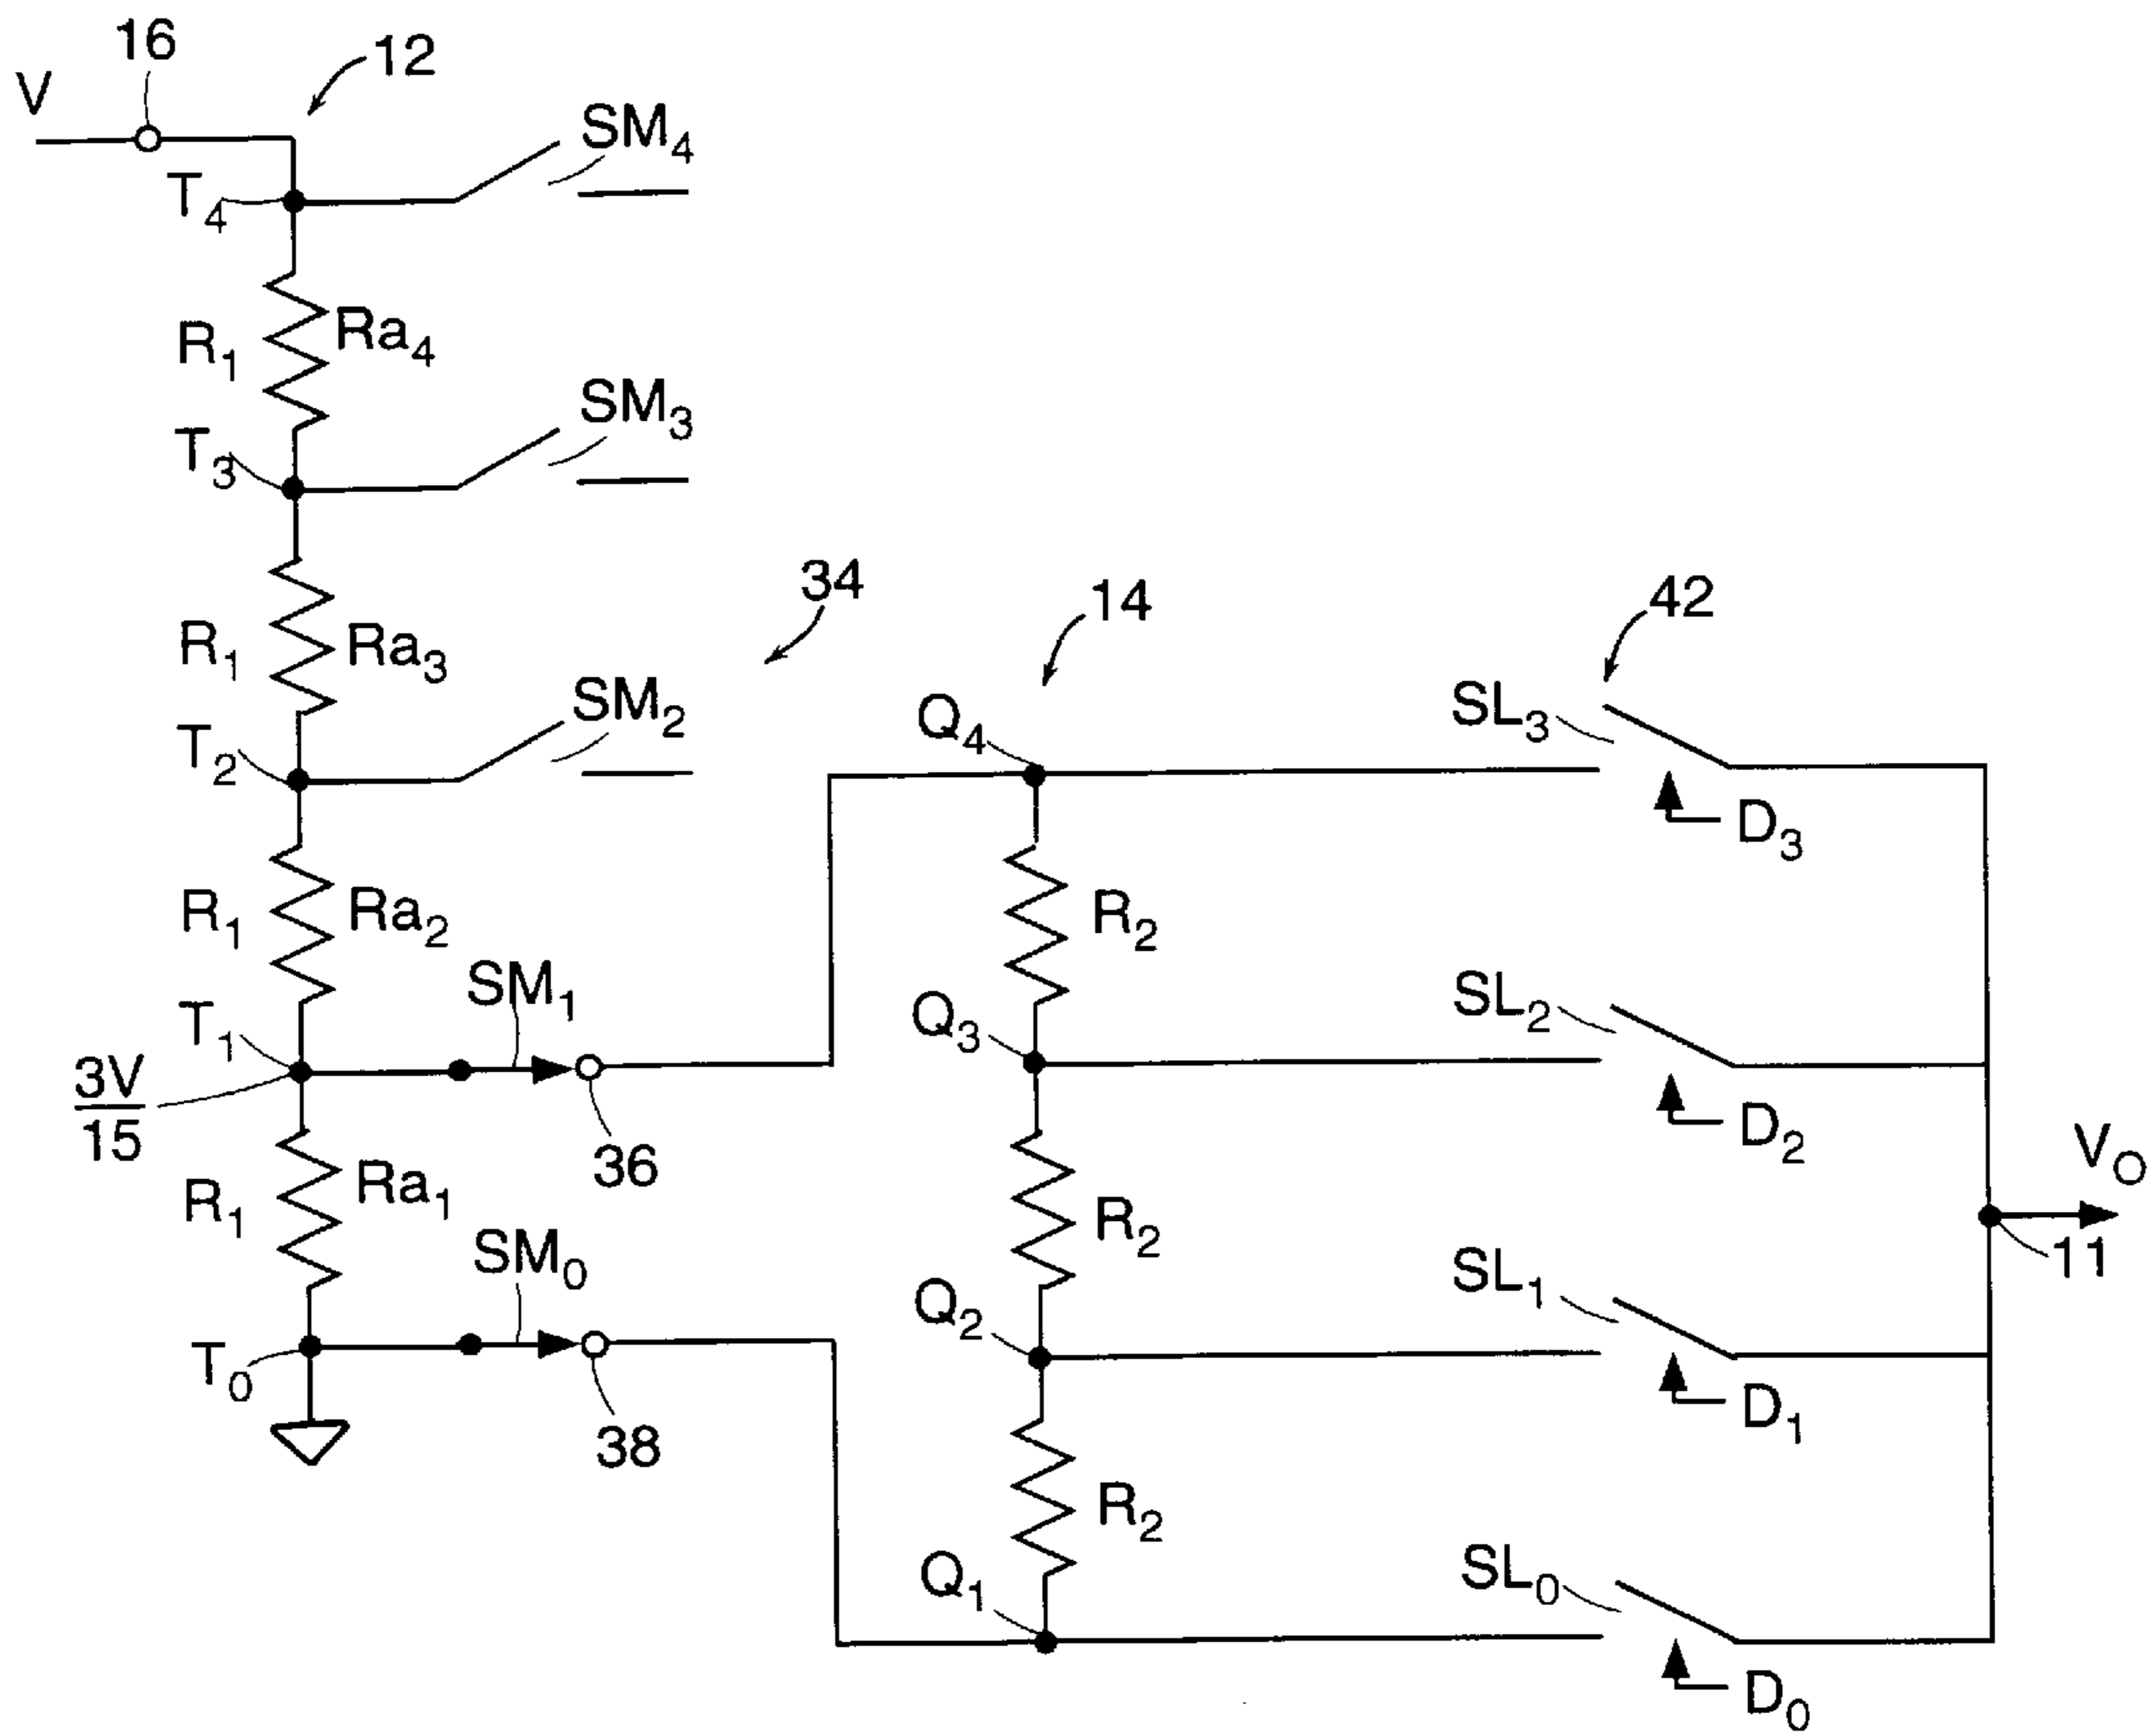 16
12
V
SM4
T4
R1
Ra4
SM3
T3
34
14
42
R1
Ra3
SM2
Q4
SL3
T2
D3
R1
Ra2
R2
SM1
Q3
SL2
T1
3V
15
D2
36
VO
R1
Ra1
R2
SM0
11
Q2
SL1
T0
D1
38
R2
Q1
SL0
D0